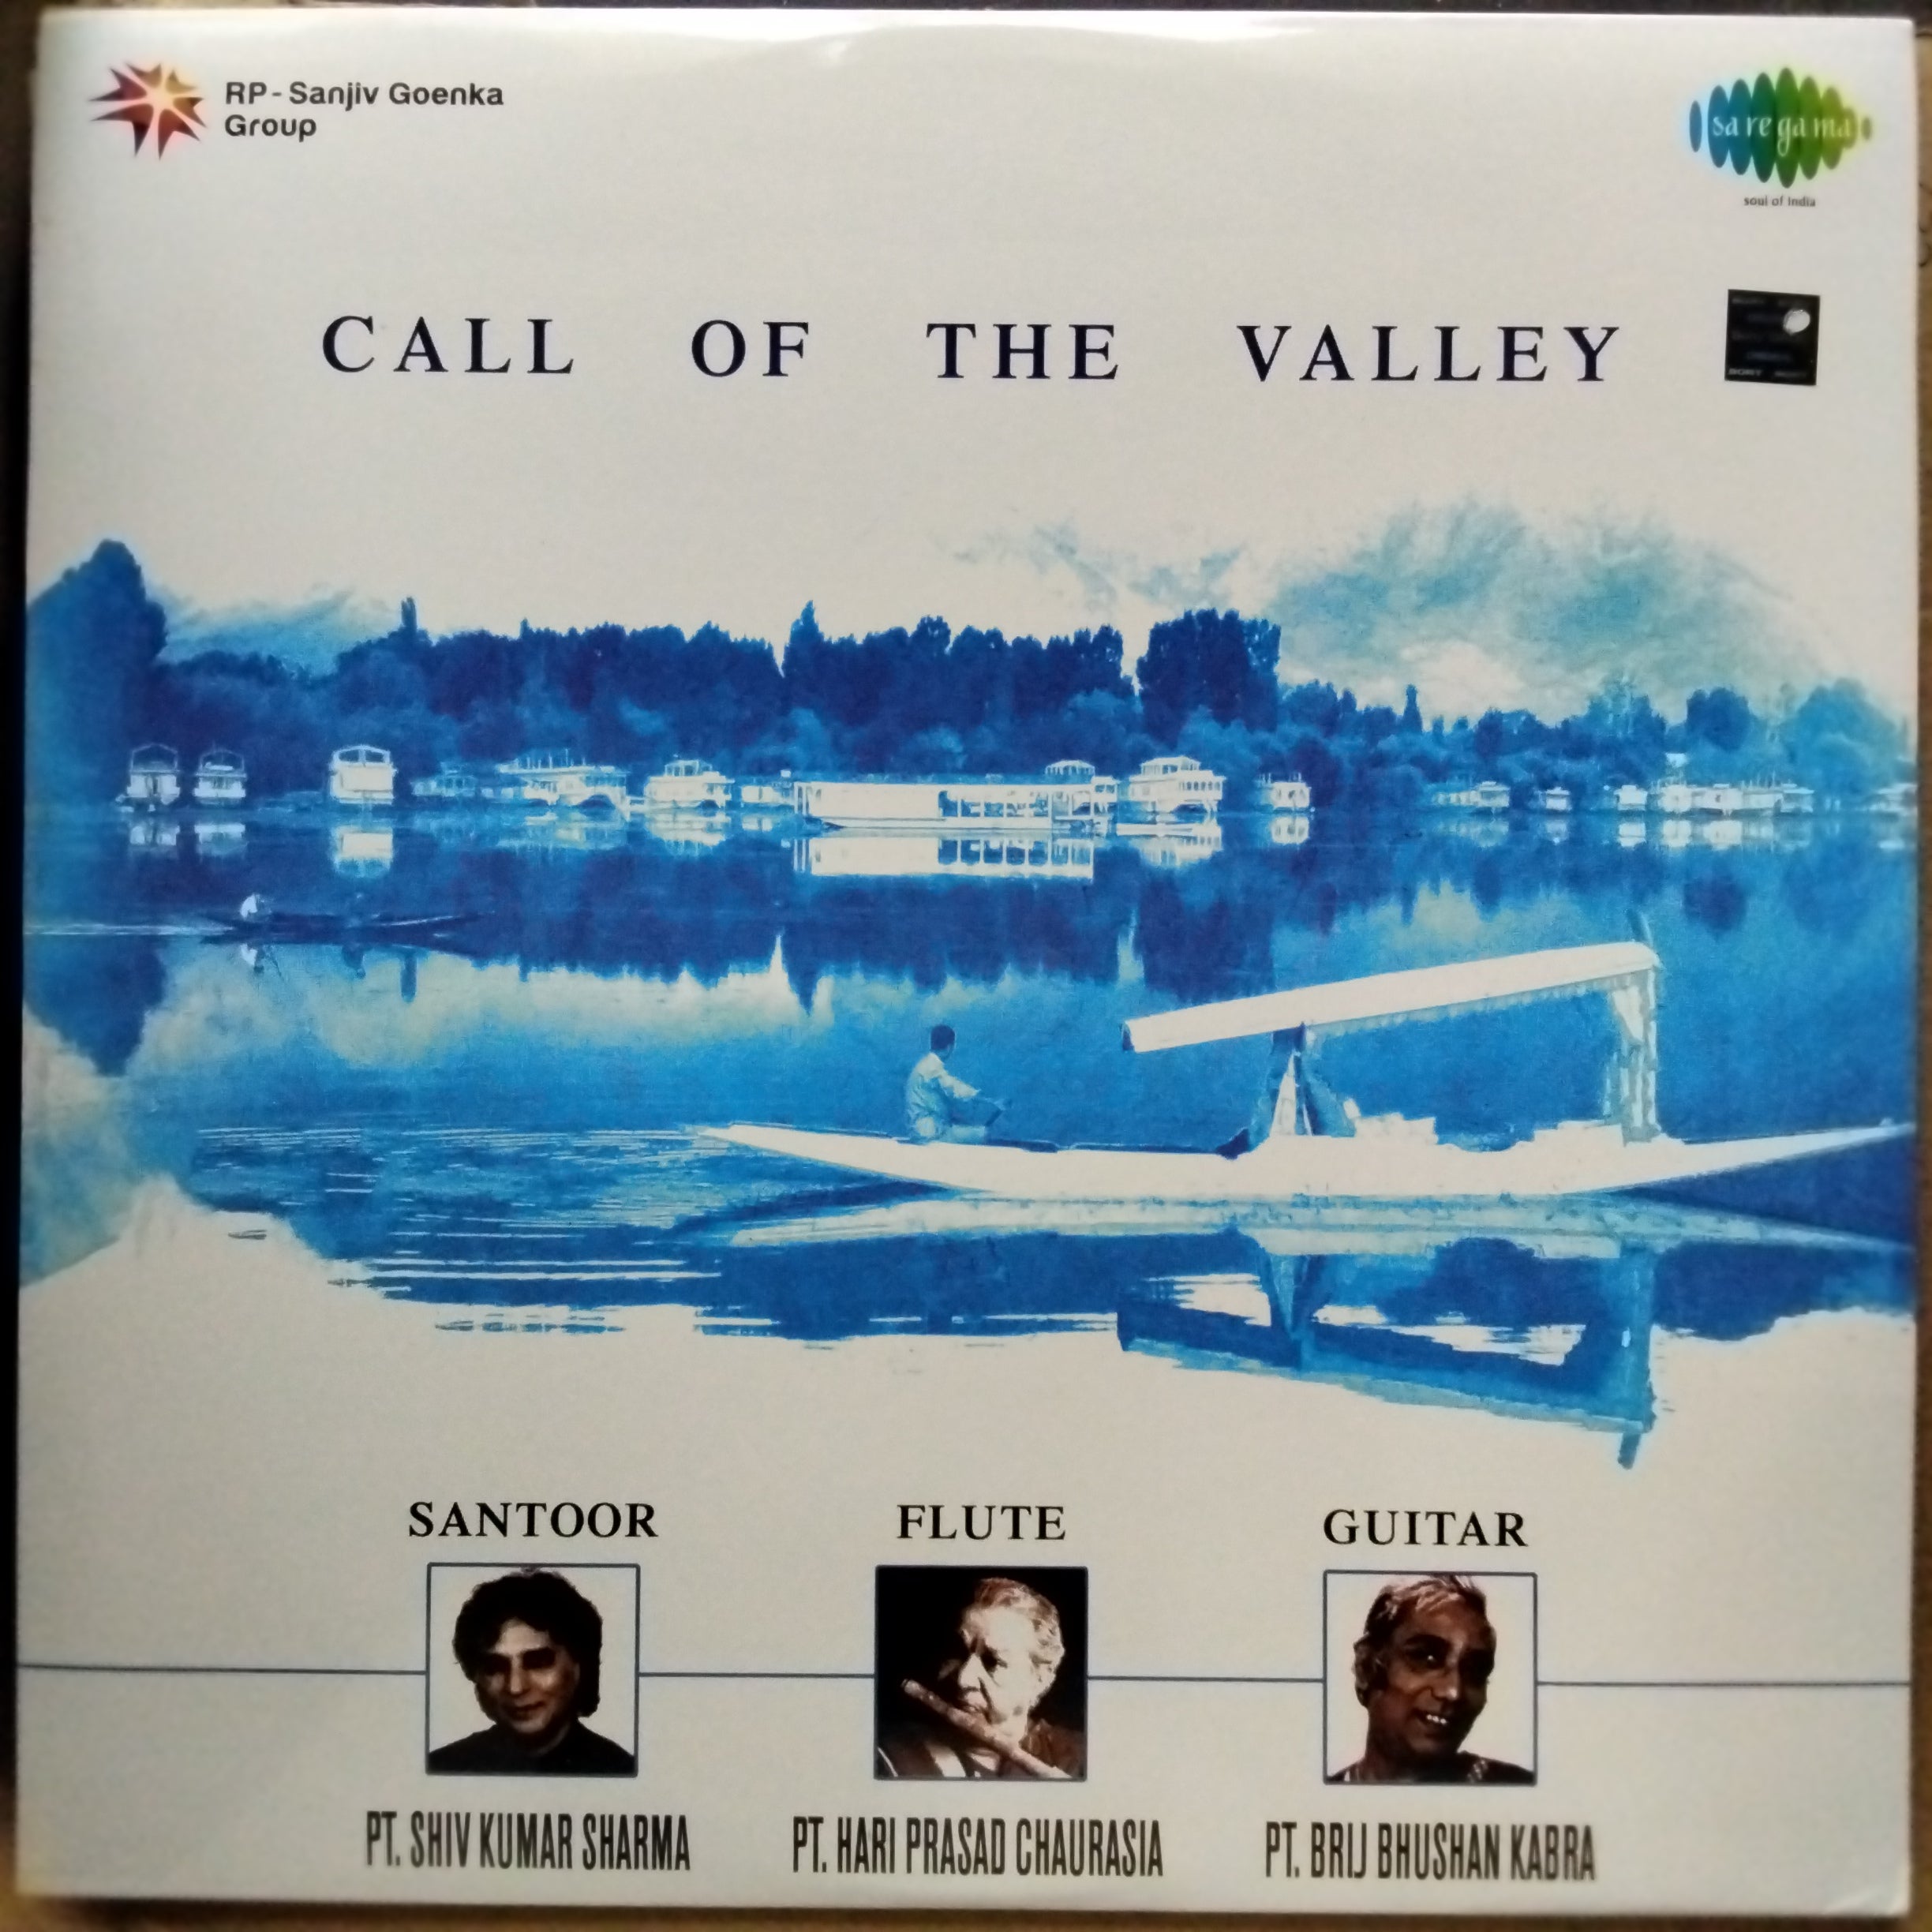 RP-Sanjiv Goenka
Group
sa re ga ma
soul of India
CALL OF THE VALLEY
SANTOOR
FLUTE
GUITAR
PT. SHIV KUMAR SHARMA
PT. HARI PRASAD CHAURASIA
PT. BRIJ BHUSHAN KABRA